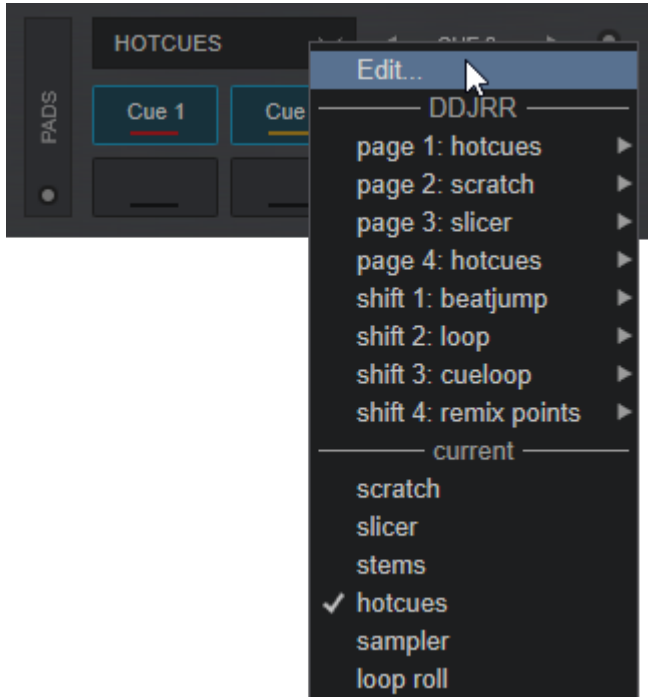 HOTCUES
PADS
Cue 1
Cue
Edit...
DDJRR
page 1: hotcues
page 2: scratch
page 3: slicer
page 4: hotcues
shift 1: beatjump
shift 2: loop
shift 3: cueloop
shift 4: remix points
current
scratch
slicer
stems
hotcues
sampler
loop roll